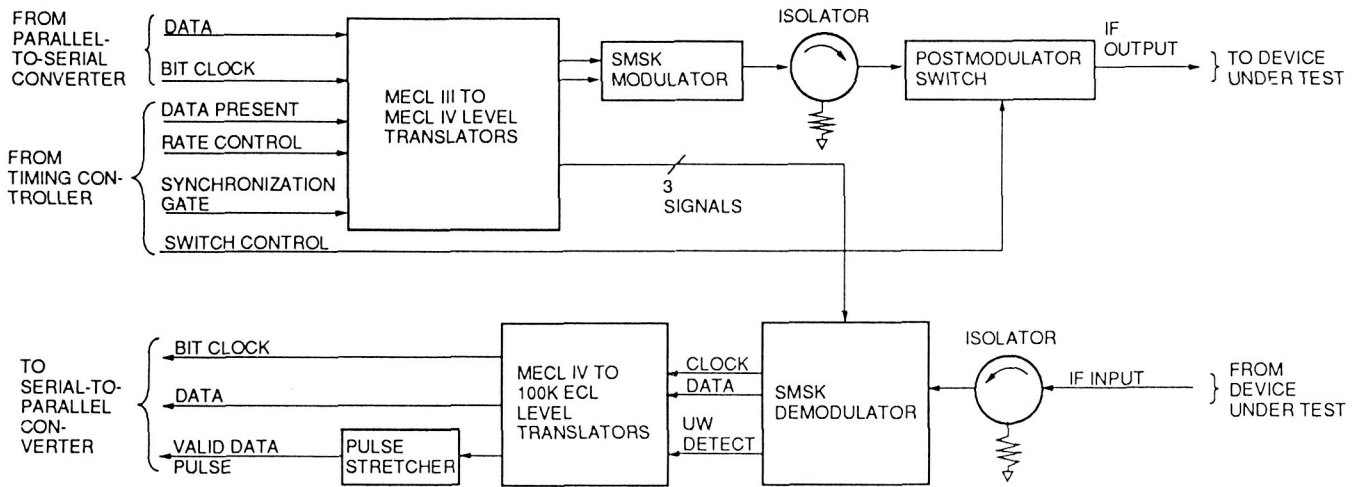 FROM
PARALLEL-
TO-SERIAL
CONVERTER
DATA
BIT CLOCK
FROM
TIMING CON-
TROLLER
DATA PRESENT
RATE CONTROL
SYNCHRONIZATION
GATE
SWITCH CONTROL
MECL III TO
MECL IV LEVEL
TRANSLATORS
SMSK
MODULATOR
ISOLATOR
POSTMODULATOR
SWITCH
IF
OUTPUT
TO DEVICE
UNDER TEST
3
SIGNALS
TO
SERIAL-TO-
PARALLEL
CON-
VERTER
BIT CLOCK
DATA
VALID DATA
PULSE
PULSE
STRETCHER
MECL IV TO
100K ECL
LEVEL
TRANSLATORS
CLOCK
DATA
UW
DETECT
SMSK
DEMODULATOR
ISOLATOR
IF INPUT
FROM
DEVICE
UNDER TEST